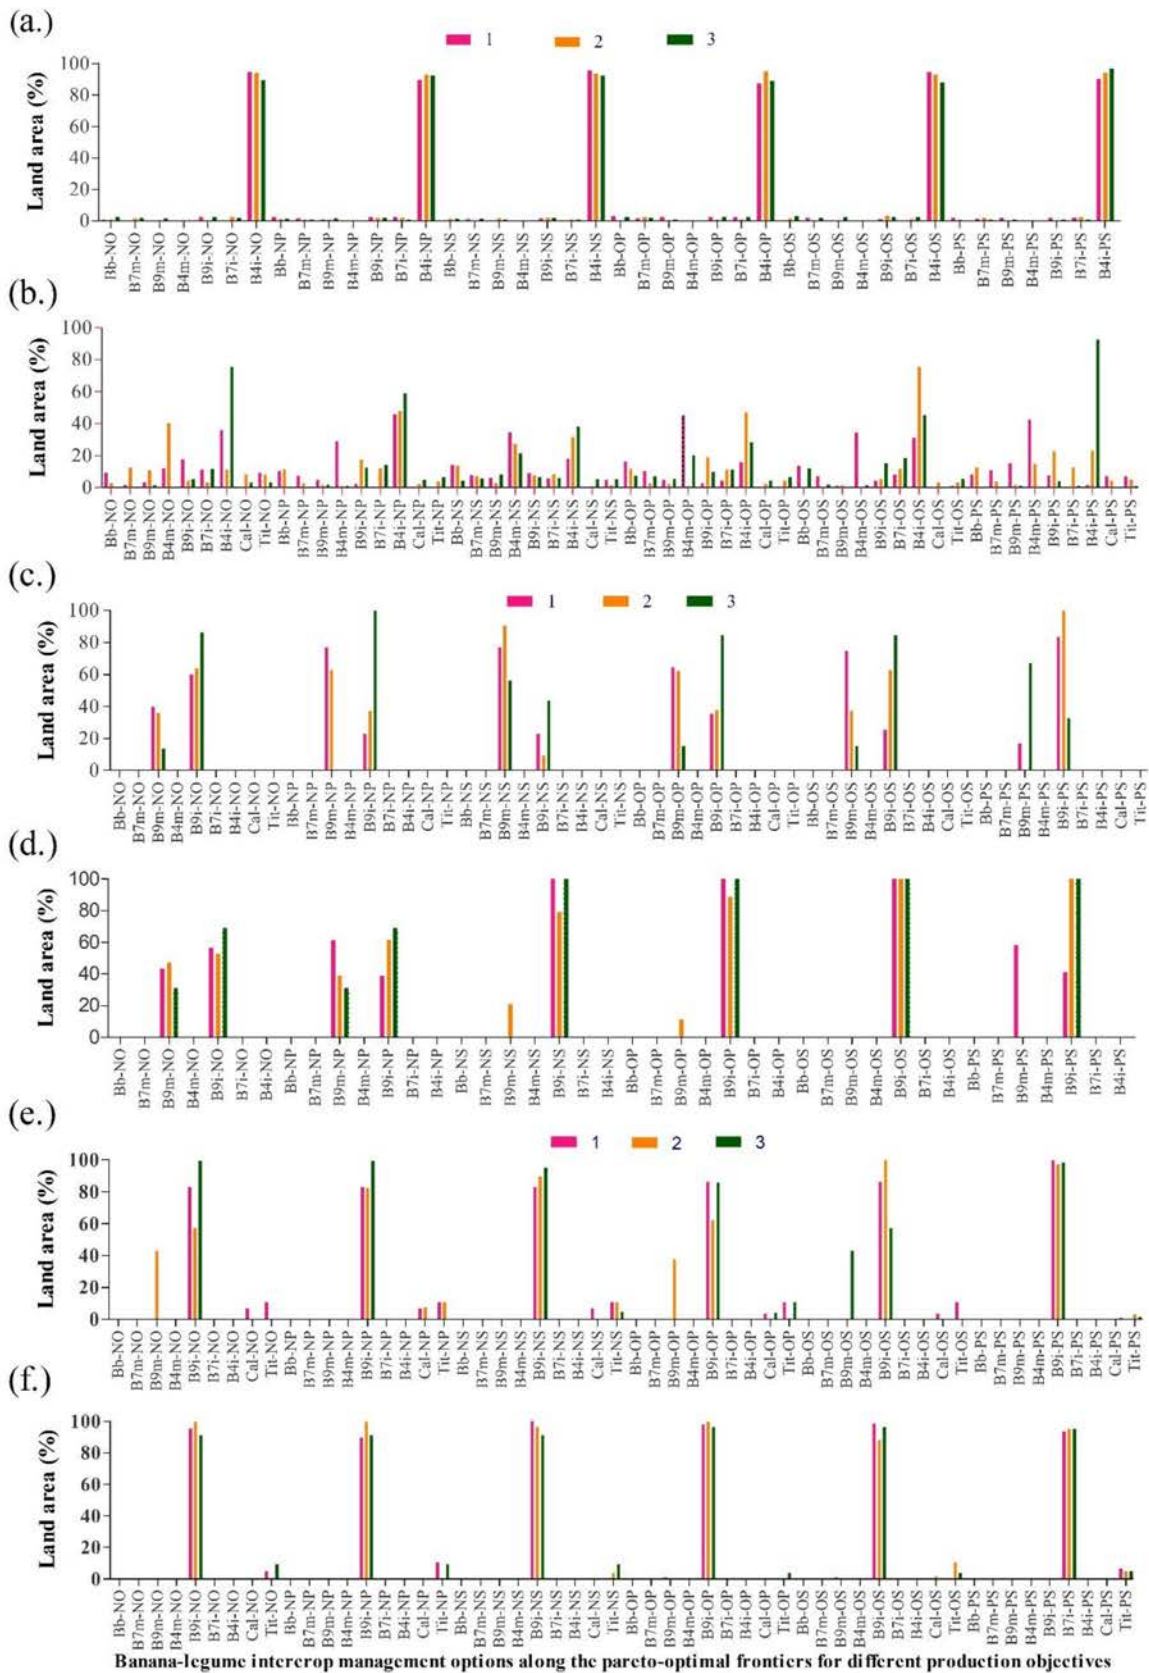 (a.)
1 2 3
Land area (%)
100
80
60
40
20
0
Bb-NO B7m-NO B9m-NO B4m-NO B9i-NO B7i-NO B4i-NO Bb-NP B7m-NP B9m-NP B4m-NP B9i-NP B7i-NP B4i-NP Bb-NS B7m-NS B9m-NS B4m-NS B9i-NS B7i-NS B4i-NS Bb-OP B7m-OP B9m-OP B4m-OP B9i-OP B7i-OP B4i-OP Bb-OS B7m-OS B9m-OS B4m-OS B9i-OS B7i-OS B4i-OS Bb-PS B7m-PS B9m-PS B4m-PS B9i-PS B7i-PS B4i-PS
(b.)
Land area (%)
100
80
60
40
20
0
Bb-NO B7m-NO B9m-NO B4m-NO B9i-NO B7i-NO B4i-NO Cal-NO Tit-NO Bb-NP B7m-NP B9m-NP B4m-NP B9i-NP B7i-NP B4i-NP Cal-NP Tit-NP Bb-NS B7m-NS B9m-NS B4m-NS B9i-NS B7i-NS B4i-NS Cal-NS Tit-NS Bb-OP B7m-OP B9m-OP B4m-OP B9i-OP B7i-OP B4i-OP Cal-OP Tit-OP Bb-OS B7m-OS B9m-OS B4m-OS B9i-OS B7i-OS B4i-OS Cal-OS Tit-OS Bb-PS B7m-PS B9m-PS B4m-PS B9i-PS B7i-PS B4i-PS Cal-PS Tit-PS
(c.)
1 2 3
Land area (%)
100
80
60
40
20
0
Bb-NO B7m-NO B9m-NO B4m-NO B9i-NO B7i-NO B4i-NO Cal-NO Tit-NO Bb-NP B7m-NP B9m-NP B4m-NP B9i-NP B7i-NP B4i-NP Cal-NP Tit-NP Bb-NS B7m-NS B9m-NS B4m-NS B9i-NS B7i-NS B4i-NS Cal-NS Tit-NS Bb-OP B7m-OP B9m-OP B4m-OP B9i-OP B7i-OP B4i-OP Cal-OP Tit-OP Bb-OS B7m-OS B9m-OS B4m-OS B9i-OS B7i-OS B4i-OS Cal-OS Tit-OS Bb-PS B7m-PS B9m-PS B4m-PS B9i-PS B7i-PS B4i-PS Cal-PS Tit-PS
(d.)
Land area (%)
100
80
60
40
20
0
Bb-NO B7m-NO B9m-NO B4m-NO B9i-NO B7i-NO B4i-NO Bb-NP B7m-NP B9m-NP B4m-NP B9i-NP B7i-NP B4i-NP Bb-NS B7m-NS B9m-NS B4m-NS B9i-NS B7i-NS B4i-NS Bb-OP B7m-OP B9m-OP B4m-OP B9i-OP B7i-OP B4i-OP Bb-OS B7m-OS B9m-OS B4m-OS B9i-OS B7i-OS B4i-OS Bb-PS B7m-PS B9m-PS B4m-PS B9i-PS B7i-PS B4i-PS
(e.)
1 2 3
Land area (%)
100
80
60
40
20
0
Bb-NO B7m-NO B9m-NO B4m-NO B9i-NO B7i-NO B4i-NO Cal-NO Tit-NO Bb-NP B7m-NP B9m-NP B4m-NP B9i-NP B7i-NP B4i-NP Cal-NP Tit-NP Bb-NS B7m-NS B9m-NS B4m-NS B9i-NS B7i-NS B4i-NS Cal-NS Tit-NS Bb-OP B7m-OP B9m-OP B4m-OP B9i-OP B7i-OP B4i-OP Cal-OP Tit-OP Bb-OS B7m-OS B9m-OS B4m-OS B9i-OS B7i-OS B4i-OS Cal-OS Tit-OS Bb-PS B7m-PS B9m-PS B4m-PS B9i-PS B7i-PS B4i-PS Cal-PS Tit-PS
(f.)
Land area (%)
100
80
60
40
20
0
Bb-NO B7m-NO B9m-NO B4m-NO B9i-NO B7i-NO B4i-NO Cal-NO Tit-NO Bb-NP B7m-NP B9m-NP B4m-NP B9i-NP B7i-NP B4i-NP Cal-NP Tit-NP Bb-NS B7m-NS B9m-NS B4m-NS B9i-NS B7i-NS B4i-NS Cal-NS Tit-NS Bb-OP B7m-OP B9m-OP B4m-OP B9i-OP B7i-OP B4i-OP Cal-OP Tit-OP Bb-OS B7m-OS B9m-OS B4m-OS B9i-OS B7i-OS B4i-OS Cal-OS Tit-OS Bb-PS B7m-PS B9m-PS B4m-PS B9i-PS B7i-PS B4i-PS Cal-PS Tit-PS
Banana-legume intercrop management options along the pareto-optimal frontiers for different production objectives